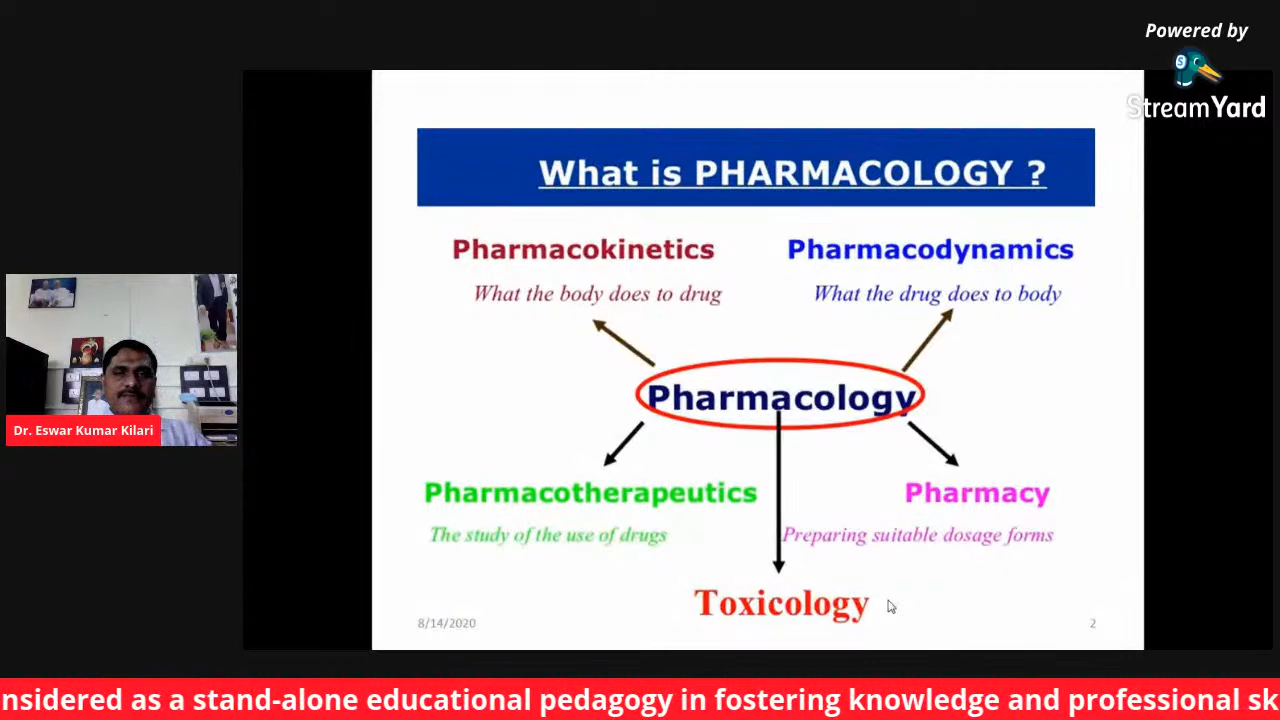 Powered by
StreamYard
What is PHARMACOLOGY ?
Pharmacokinetics
Pharmacodynamics
What the body does to drug
What the drug does to body
Pharmacology
Dr. Eswar Kumar Kilari
Pharmacotherapeutics
Pharmacy
The study of the use of drugs
Preparing suitable dosage forms
Toxicology
8/14/2020
2
nsidered as a stand-alone educational pedagogy in fostering knowledge and professional sk